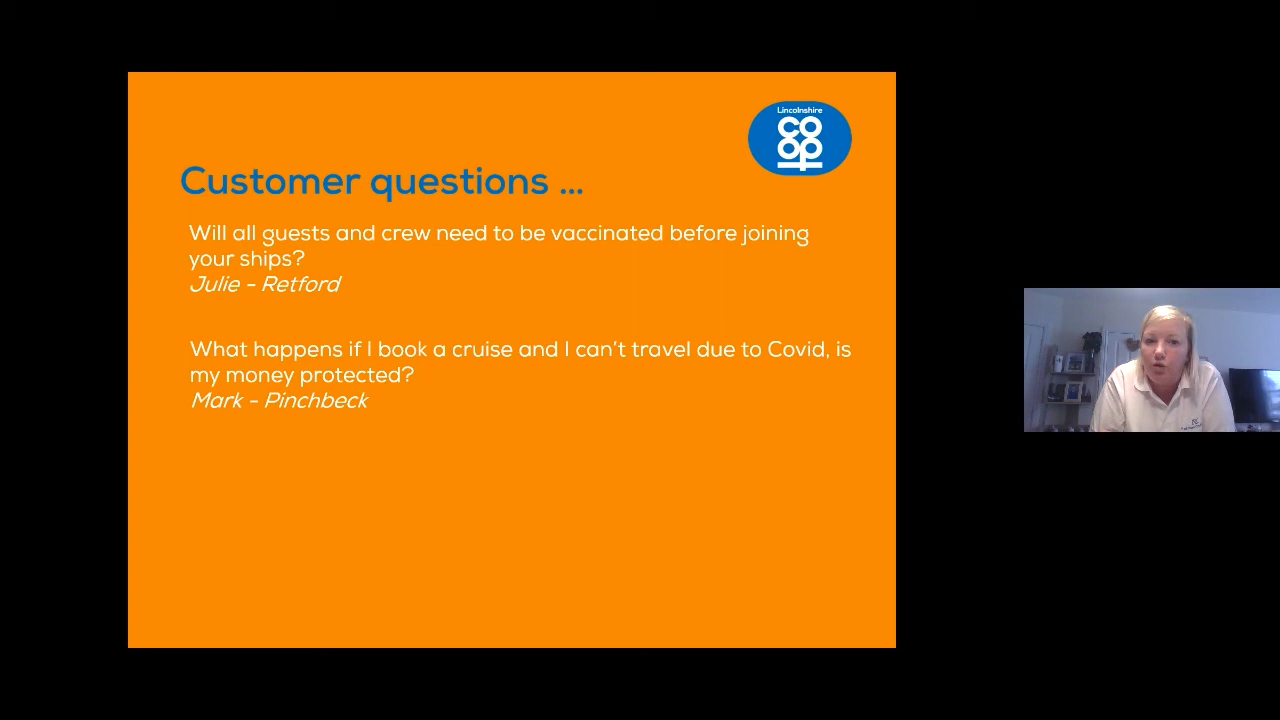 Lincolnshire
co
op
Customer questions ...
Will all guests and crew need to be vaccinated before joining
your ships?
Julie - Retford
What happens if I book a cruise and I can't travel due to Covid, is
my money protected?
Mark - Pinchbeck